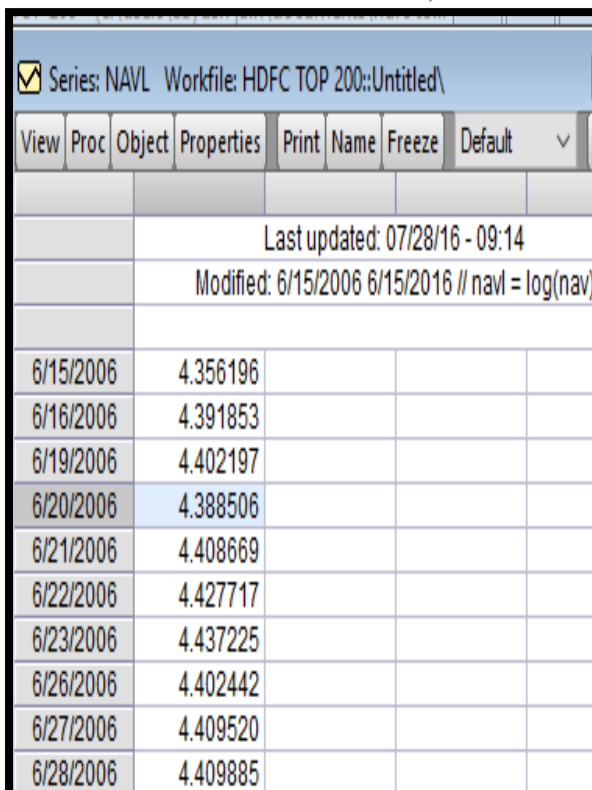 Series: NAVL Workfile: HDFC TOP 200::Untitled\
View Proc Object Properties Print Name Freeze Default
Last updated: 07/28/16 - 09:14
Modified: 6/15/2006 6/15/2016 // navl = log(nav)
6/15/2006 4.356196
6/16/2006 4.391853
6/19/2006 4.402197
6/20/2006 4.388506
6/21/2006 4.408669
6/22/2006 4.427717
6/23/2006 4.437225
6/26/2006 4.402442
6/27/2006 4.409520
6/28/2006 4.409885